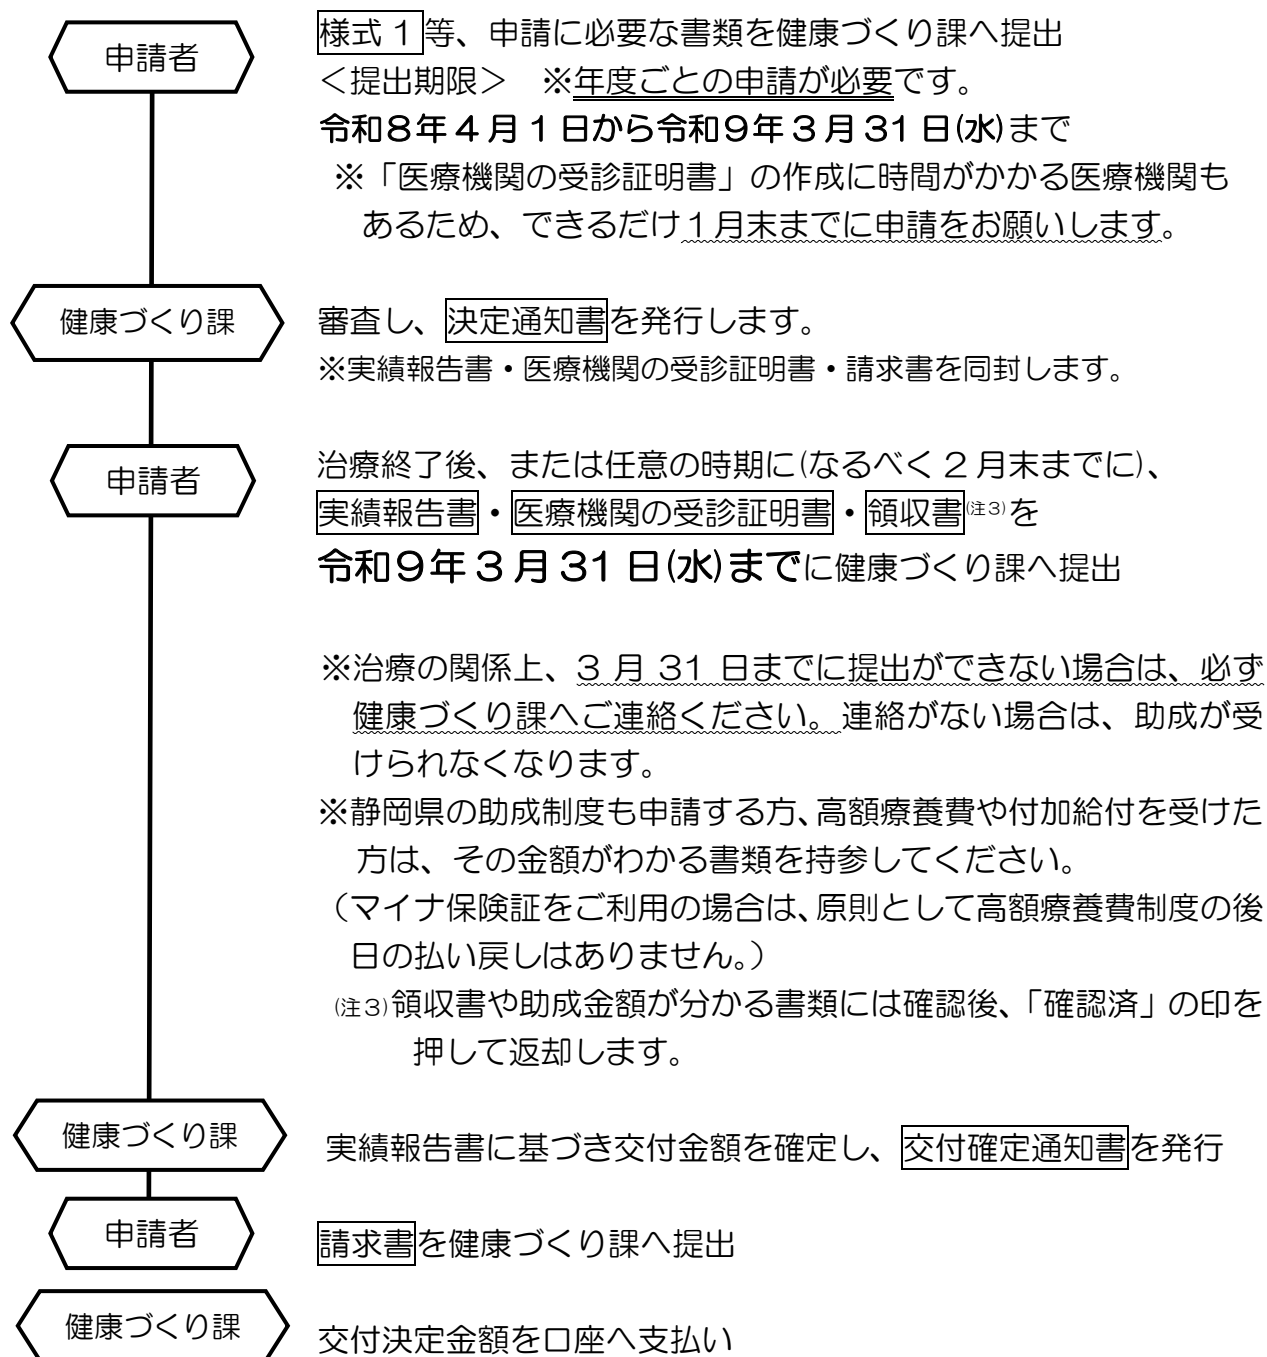 申請者
様式1等、申請に必要な書類を健康づくり課へ提出
＜提出期限＞　※年度ごとの申請が必要です。
令和８年４月１日から令和９年３月31日(水)まで
※「医療機関の受診証明書」の作成に時間がかかる医療機関も
あるため、できるだけ１月末までに申請をお願いします。
健康づくり課
審査し、決定通知書を発行します。
※実績報告書・医療機関の受診証明書・請求書を同封します。
申請者
治療終了後、または任意の時期に(なるべく２月末までに)、
実績報告書・医療機関の受診証明書・領収書(注3)を
令和９年３月31日(水)までに健康づくり課へ提出
※治療の関係上、３月 31 日までに提出ができない場合は、必ず
健康づくり課へご連絡ください。連絡がない場合は、助成が受
けられなくなります。
※静岡県の助成制度も申請する方、高額療養費や付加給付を受けた
方は、その金額がわかる書類を持参してください。
（マイナ保険証をご利用の場合は、原則として高額療養費制度の後
日の払い戻しはありません。）
(注3)領収書や助成金額が分かる書類には確認後、「確認済」の印を
押して返却します。
健康づくり課
実績報告書に基づき交付金額を確定し、交付確定通知書を発行
申請者
請求書を健康づくり課へ提出
健康づくり課
交付決定金額を口座へ支払い